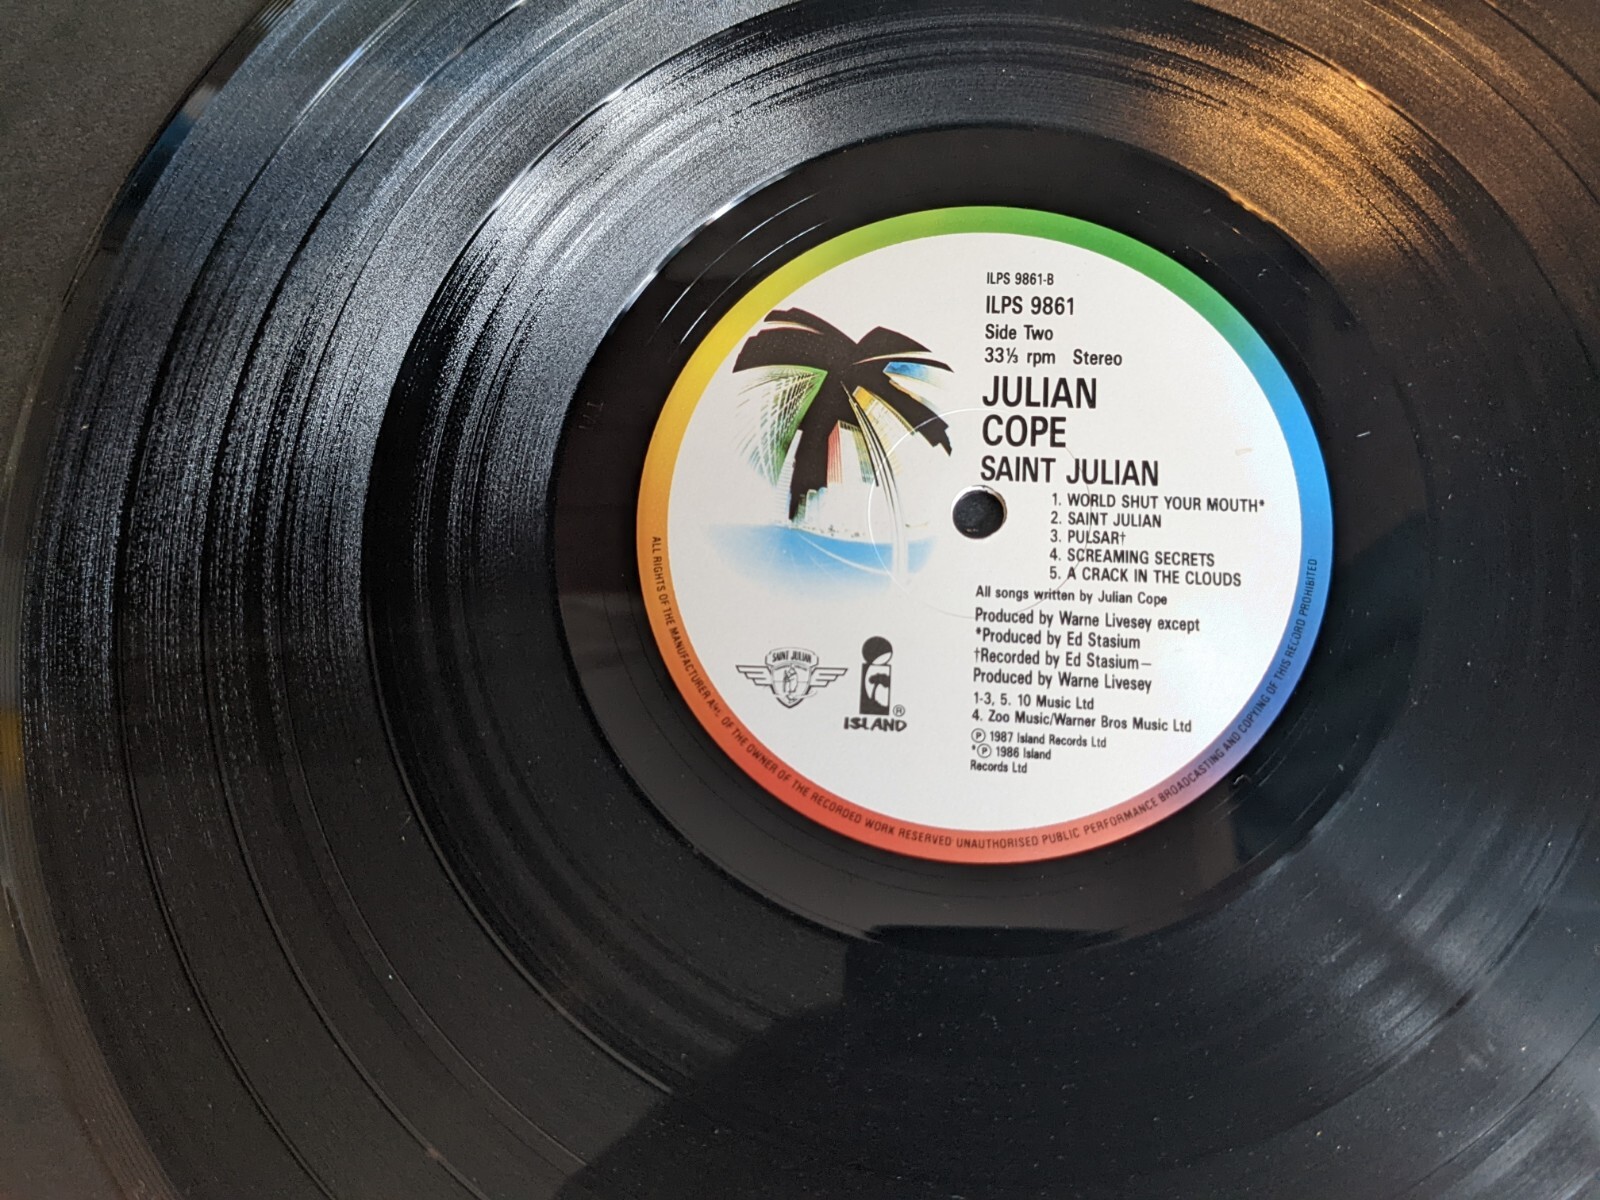 ILPS 9861-B
ILPS 9861
Side Two
33⅓ rpm Stereo
JULIAN
COPE
SAINT JULIAN
1. WORLD SHUT YOUR MOUTH*
2. SAINT JULIAN
3. PULSAR†
4. SCREAMING SECRETS
5. A CRACK IN THE CLOUDS
All songs written by Julian Cope
Produced by Warne Livesey except
*Produced by Ed Stasium
†Recorded by Ed Stasium—
Produced by Warne Livesey
1-3, 5. 10 Music Ltd
4. Zoo Music/Warner Bros Music Ltd
Ⓟ 1987 Island Records Ltd
*Ⓟ 1986 Island
Records Ltd
SAINT JULIAN
ISLAND®
ALL RIGHTS OF THE MANUFACTURER AND OF THE OWNER OF THE RECORDED WORK RESERVED UNAUTHORISED PUBLIC PERFORMANCE BROADCASTING AND COPYING OF THIS RECORD PROHIBITED